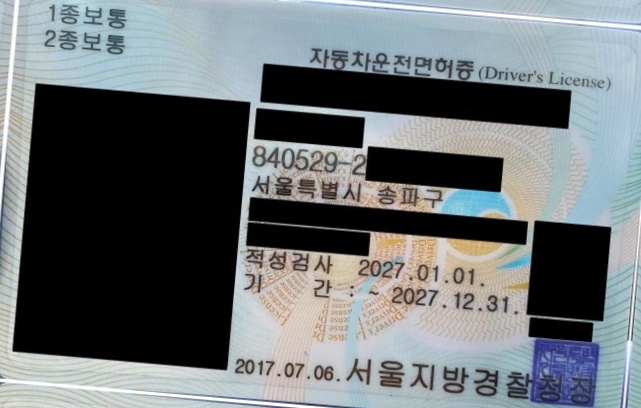 1종보통
2종보통
자동차운전면허증 (Driver's License)
840529-2
서울특별시 송파구
적성검사 2027.01.01.
기 간 : ~ 2027.12.31.
2017.07.06. 서울지방경찰청장